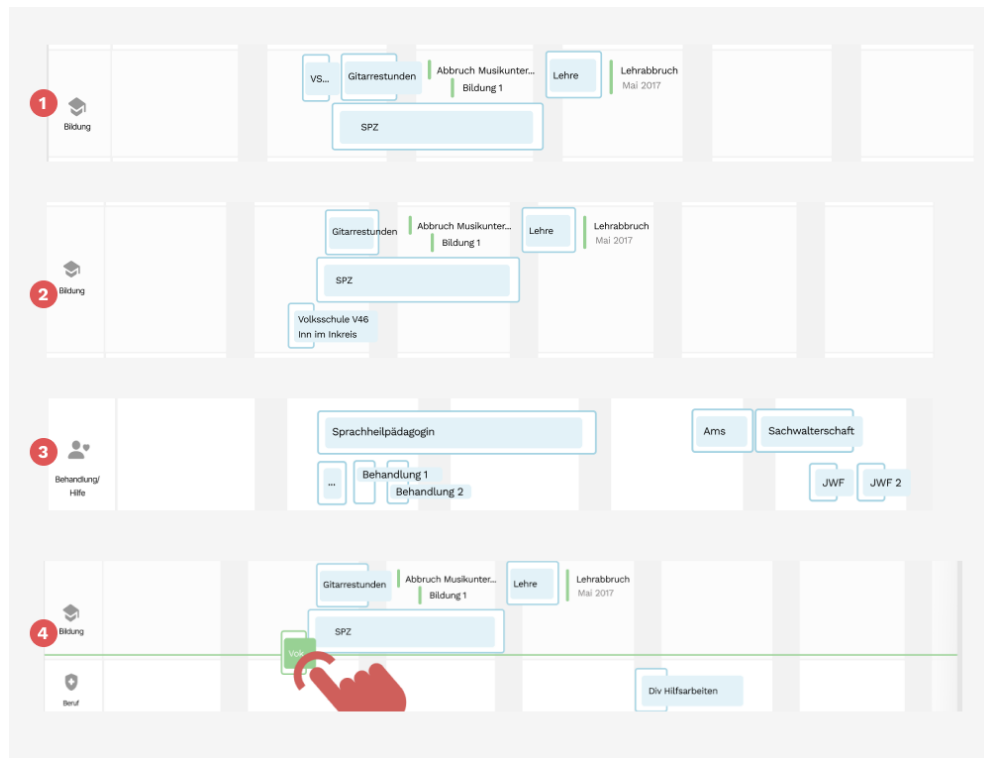 1
Bildung
VS...
Gitarrestunden
Abbruch Musikunter...
Bildung 1
Lehre
Lehrabbruch
Mai 2017
SPZ
2
Bildung
Gitarrestunden
Abbruch Musikunter...
Bildung 1
Lehre
Lehrabbruch
Mai 2017
SPZ
Volksschule V46
Inn im Inkreis
3
Behandlung/
Hilfe
Sprachheilpädagogin
Ams
Sachwalterschaft
...
Behandlung 1
Behandlung 2
JWF
JWF 2
4
Bildung
Gitarrestunden
Abbruch Musikunter...
Bildung 1
Lehre
Lehrabbruch
Mai 2017
SPZ
Vok
Beruf
Div Hilfsarbeiten